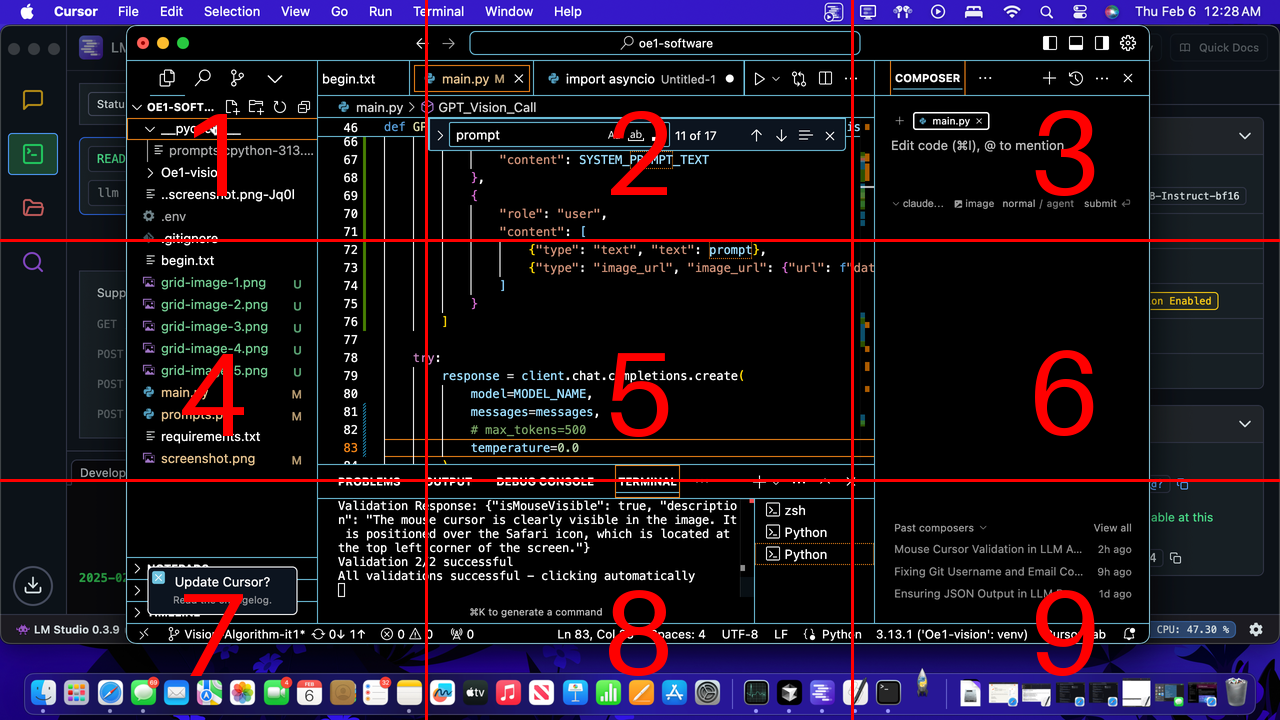 Cursor File Edit Selection View Go Run Terminal Window Help Thu Feb 6 12:28 AM
oe1-software
Quick Docs
begin.txt main.py M import asyncio Untitled-1
COMPOSER
OE1-SOFT...
main.py > GPT_Vision_Call
46 def
prompt
11 of 17
66
67 "content": SYSTEM_PROMPT_TEXT
68 },
69 {
70 "role": "user",
71 "content": [
72 {"type": "text", "text": prompt},
73 {"type": "image_url", "image_url": {"url": f"dat
74 ]
75 }
76 ]
77
78 try:
79 response = client.chat.completions.create(
80 model=MODEL_NAME,
81 messages=messages,
82 # max_tokens=500
83 temperature=0.0
prompts.cpython-313....
Oe1-vision
..screenshot.png-Jq0l
.env
.gitignore
begin.txt
grid-image-1.png U
grid-image-2.png U
grid-image-3.png U
grid-image-4.png U
grid-image-5.png U
main.py M
prompts.py M
requirements.txt
screenshot.png M
main.py
Edit code (⌘I), @ to mention
claude... image normal / agent submit
B-Instruct-bf16
on Enabled
READ
llm
Supp
GET
POST
POST
POST
Develop
1
2
3
4
5
6
7
8
9
PROBLEMS OUTPUT DEBUG CONSOLE TERMINAL
Validation Response: {"isMouseVisible": true, "descriptio
n": "The mouse cursor is clearly visible in the image. It
is positioned over the Safari icon, which is located at
the top left corner of the screen."}
Validation 2/2 successful
All validations successful – clicking automatically
⌘K to generate a command
zsh
Python
Python
Past composers View all
Mouse Cursor Validation in LLM A... 2h ago
Fixing Git Username and Email Co... 9h ago
Ensuring JSON Output in LLM 1d ago
able at this
Update Cursor?
Read the changelog.
TIMELINE
2025-02
LM Studio 0.3.9
Vision-Algorithm-it1* 0↓ 1↑ 0 0 0
Ln 83, Col Spaces: 4 UTF-8 LF Python 3.13.1 ('Oe1-vision': venv) Cursor Tab
CPU: 47.30 %